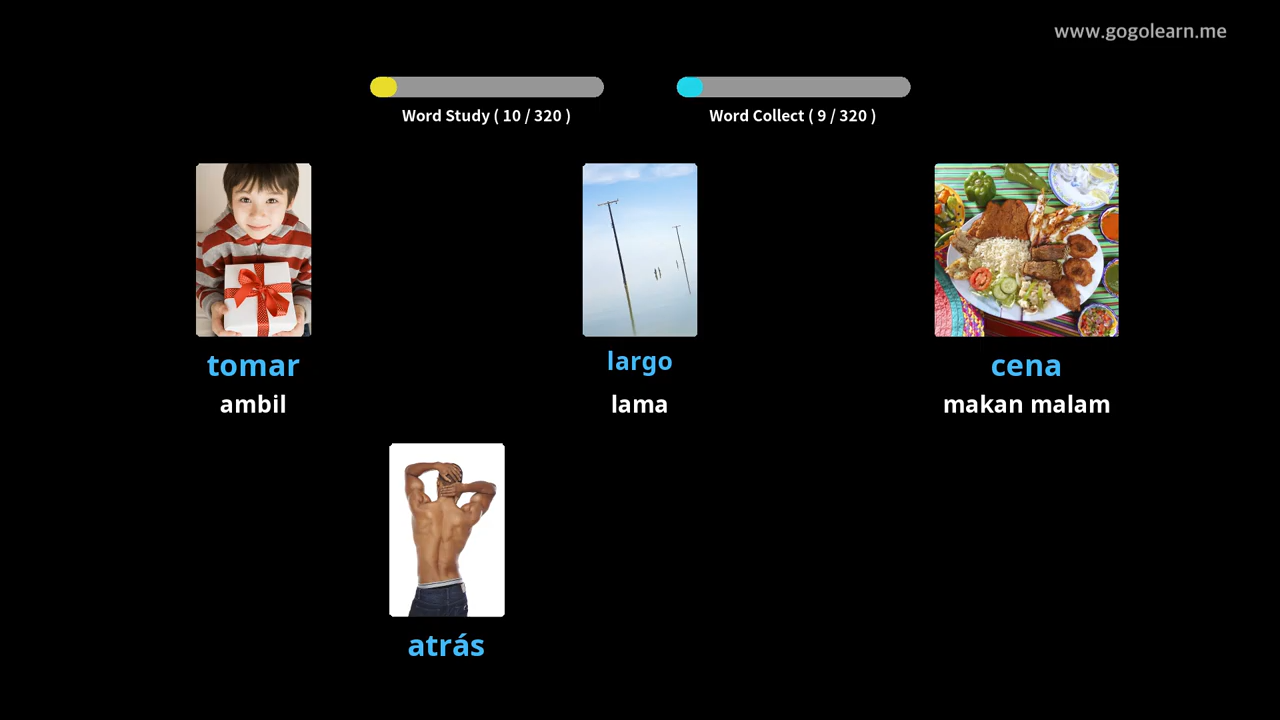 www.gogolearn.me
Word Study ( 10 / 320 )
Word Collect ( 9 / 320 )
tomar
largo
cena
ambil
lama
makan malam
atrás